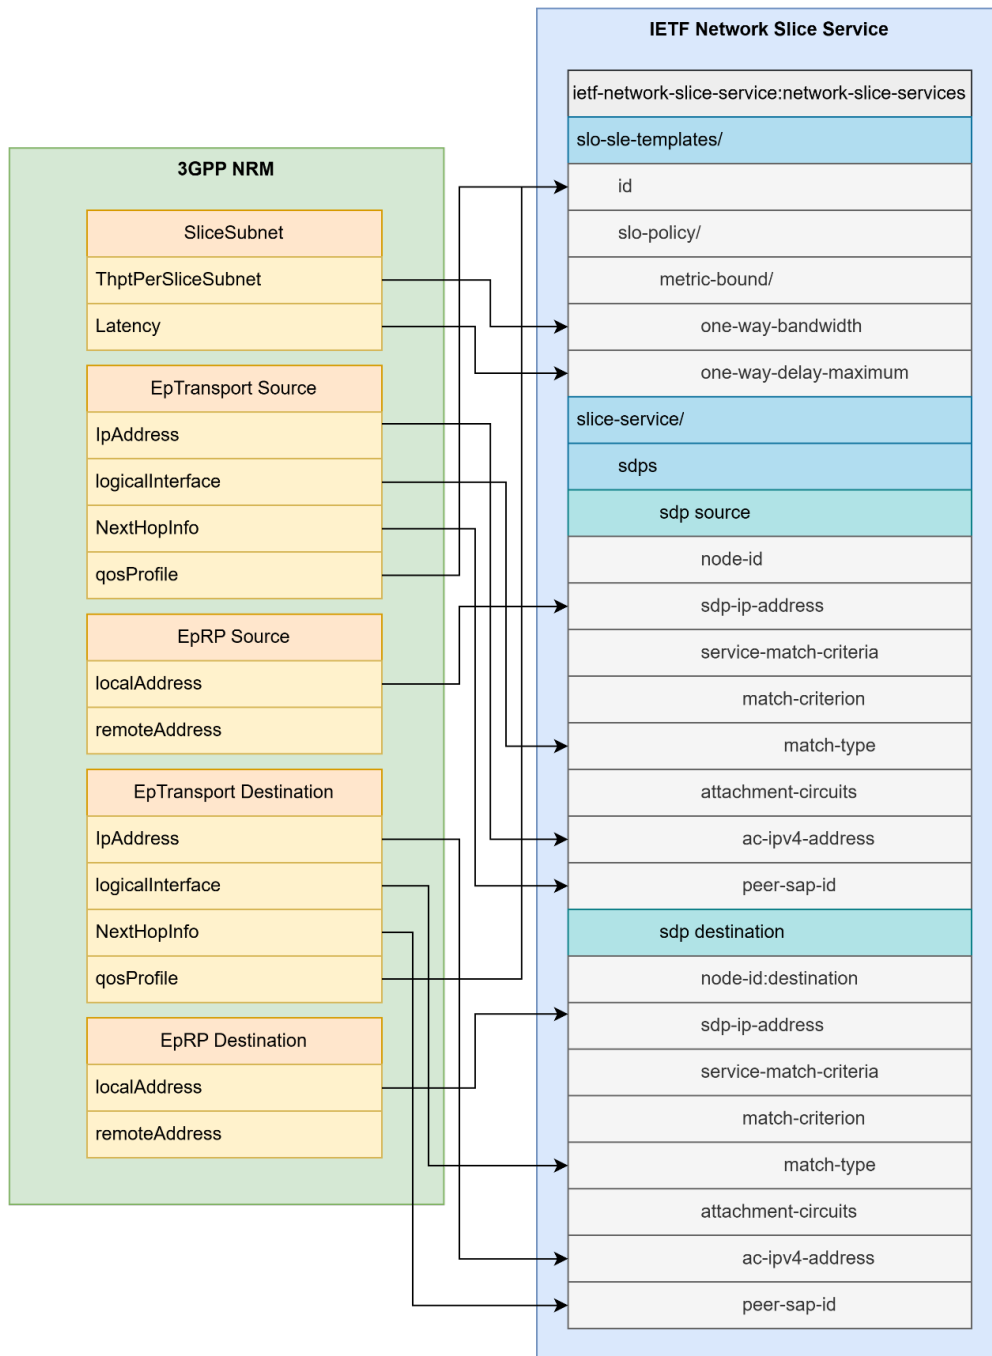 3GPP NRM
SliceSubnet
ThptPerSliceSubnet
Latency
EpTransport Source
IpAddress
logicalInterface
NextHopInfo
qosProfile
EpRP Source
localAddress
remoteAddress
EpTransport Destination
IpAddress
logicalInterface
NextHopInfo
qosProfile
EpRP Destination
localAddress
remoteAddress
IETF Network Slice Service
ietf-network-slice-service:network-slice-services
slo-sle-templates/
id
slo-policy/
metric-bound/
one-way-bandwidth
one-way-delay-maximum
slice-service/
sdps
sdp source
node-id
sdp-ip-address
service-match-criteria
match-criterion
match-type
attachment-circuits
ac-ipv4-address
peer-sap-id
sdp destination
node-id:destination
sdp-ip-address
service-match-criteria
match-criterion
match-type
attachment-circuits
ac-ipv4-address
peer-sap-id